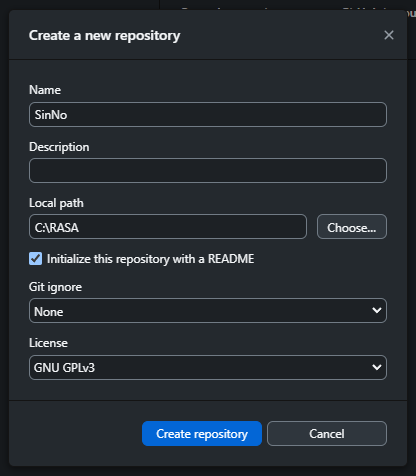 Create a new repository
Name
SinNo
Description
Local path
C:\RASA
Choose...
Initialize this repository with a README
Git ignore
None
License
GNU GPLv3
Create repository
Cancel